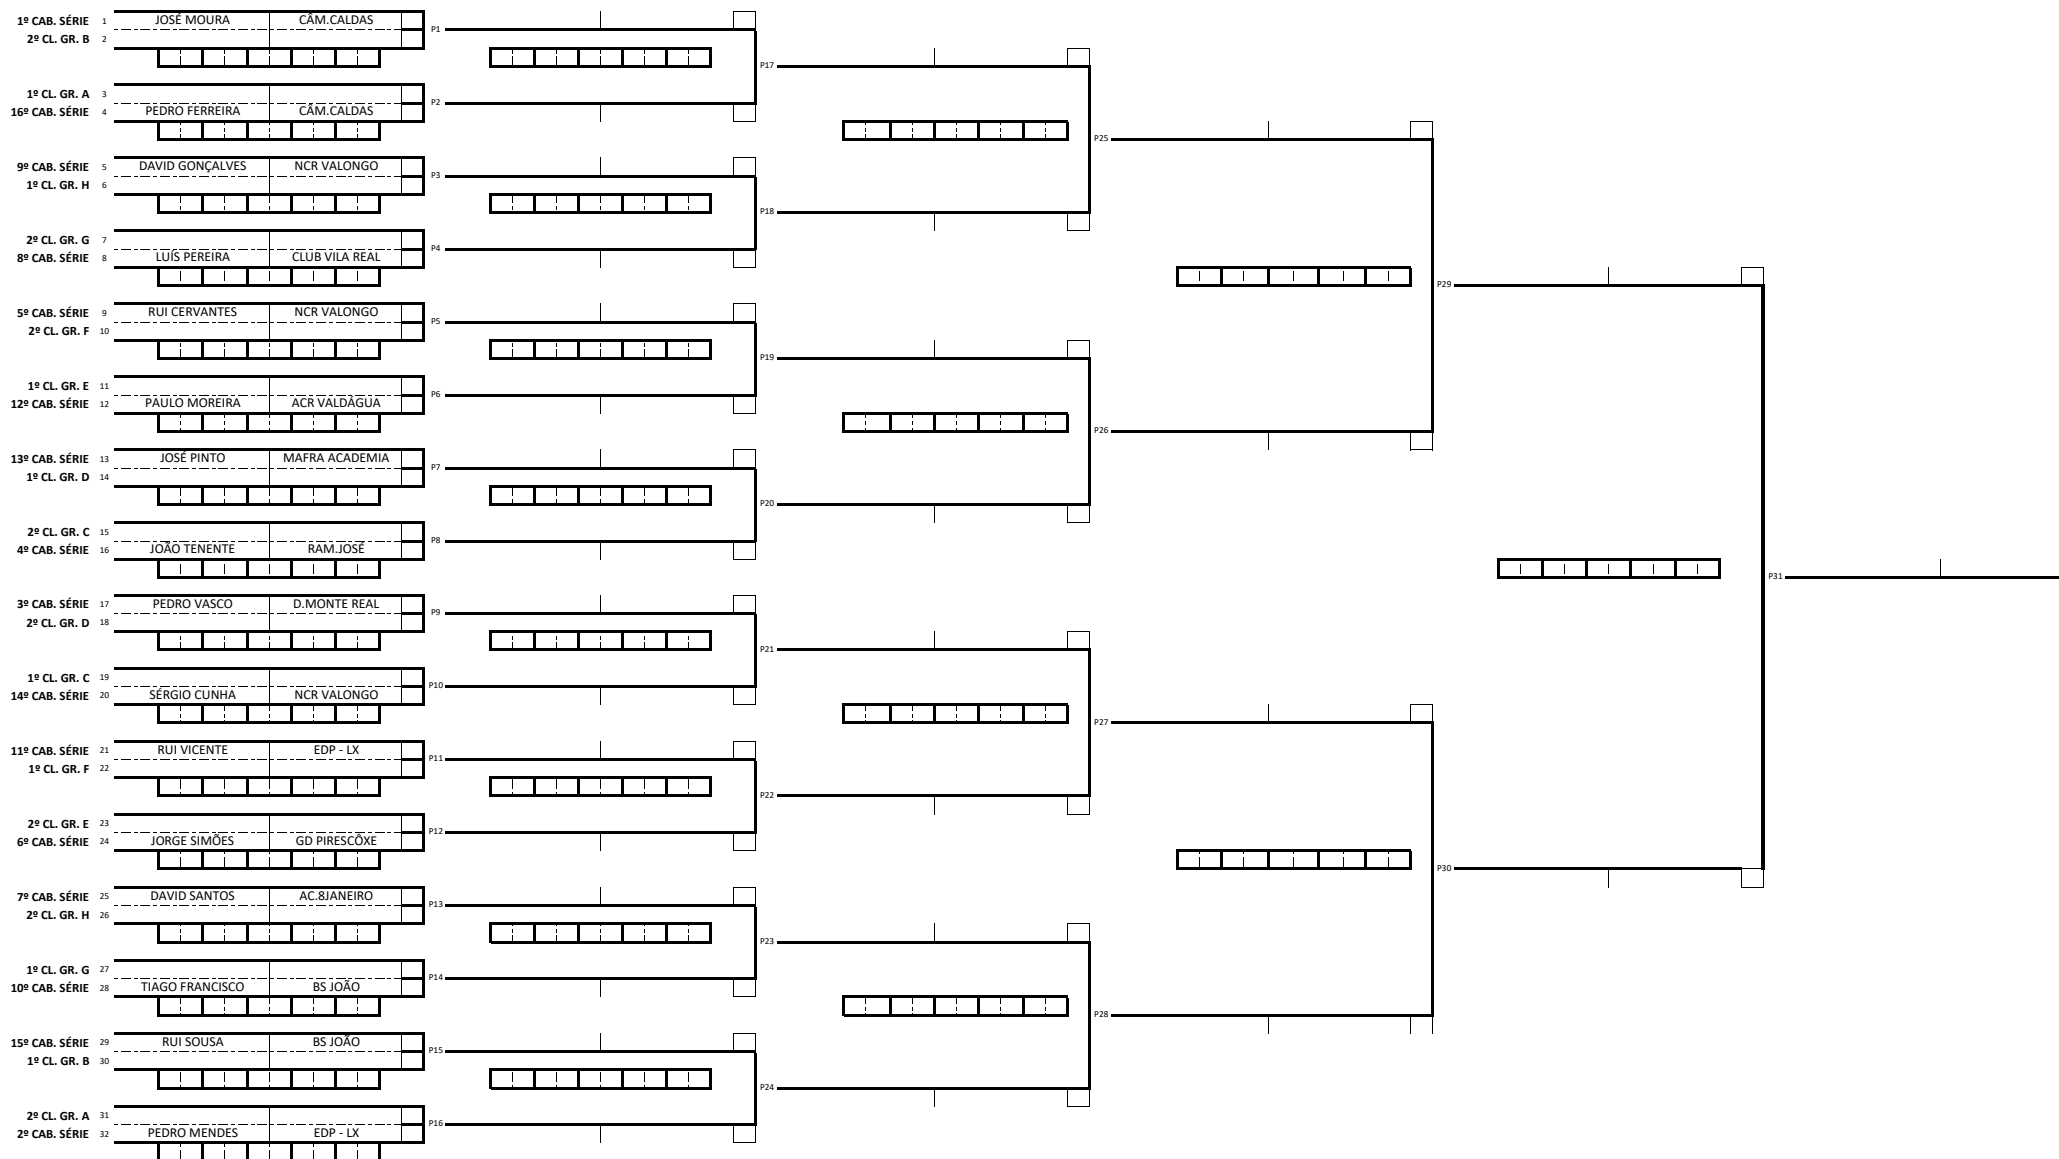 1º CAB. SÉRIE 1 JOSÉ MOURA CÂM.CALDAS
P1
2º CL. GR. B 2
P17
1º CL. GR. A 3
P2
16º CAB. SÉRIE 4 PEDRO FERREIRA CÂM.CALDAS
P25
9º CAB. SÉRIE 5 DAVID GONÇALVES NCR VALONGO
P3
1º CL. GR. H 6
P18
2º CL. GR. G 7
P4
8º CAB. SÉRIE 8 LUÍS PEREIRA CLUB VILA REAL
P29
5º CAB. SÉRIE 9 RUI CERVANTES NCR VALONGO
P5
2º CL. GR. F 10
P19
1º CL. GR. E 11
P6
12º CAB. SÉRIE 12 PAULO MOREIRA ACR VALDÁGUA
P26
13º CAB. SÉRIE 13 JOSÉ PINTO MAFRA ACADEMIA
P7
1º CL. GR. D 14
P20
2º CL. GR. C 15
P8
4º CAB. SÉRIE 16 JOÃO TENENTE RAM.JOSÉ
P31
3º CAB. SÉRIE 17 PEDRO VASCO D.MONTE REAL
P9
2º CL. GR. D 18
P21
1º CL. GR. C 19
P10
14º CAB. SÉRIE 20 SÉRGIO CUNHA NCR VALONGO
P27
11º CAB. SÉRIE 21 RUI VICENTE EDP - LX
P11
1º CL. GR. F 22
P22
2º CL. GR. E 23
P12
6º CAB. SÉRIE 24 JORGE SIMÕES GD PIRESCÔXE
P30
7º CAB. SÉRIE 25 DAVID SANTOS AC.8JANEIRO
P13
2º CL. GR. H 26
P23
1º CL. GR. G 27
P14
10º CAB. SÉRIE 28 TIAGO FRANCISCO BS JOÃO
P28
15º CAB. SÉRIE 29 RUI SOUSA BS JOÃO
P15
1º CL. GR. B 30
P24
2º CL. GR. A 31
P16
2º CAB. SÉRIE 32 PEDRO MENDES EDP - LX